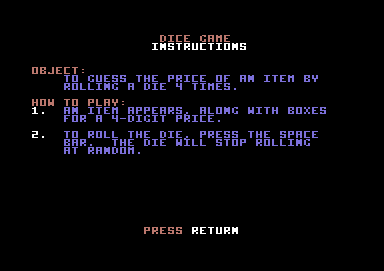 DICE GAME
INSTRUCTIONS
OBJECT:
TO GUESS THE PRICE OF AN ITEM BY
ROLLING A DIE 4 TIMES.
HOW TO PLAY:
1. AN ITEM APPEARS, ALONG WITH BOXES
FOR A 4-DIGIT PRICE.
2. TO ROLL THE DIE, PRESS THE SPACE
BAR. THE DIE WILL STOP ROLLING
AT RANDOM.
PRESS RETURN